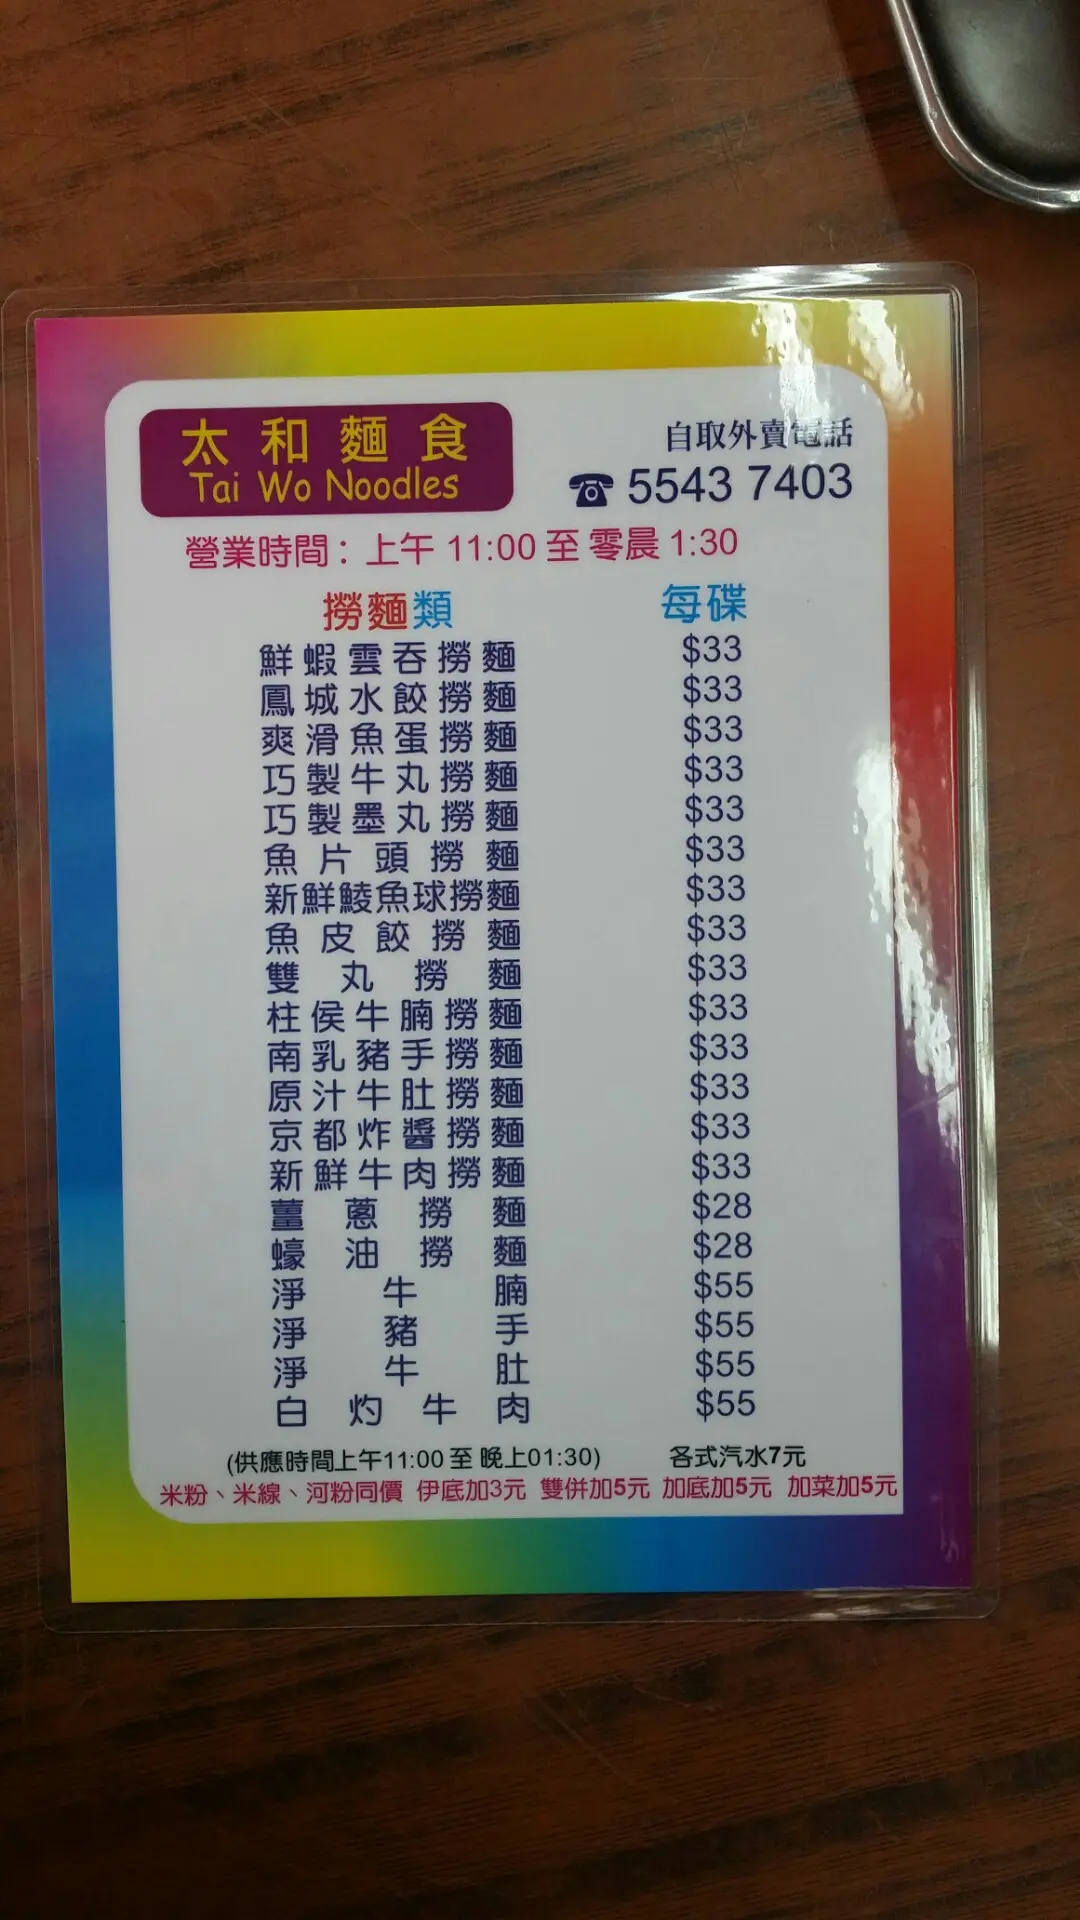 太和麵食
Tai Wo Noodles
自取外賣電話
☎ 5543 7403
營業時間：上午 11:00 至 零晨 1:30
撈麵類 每碟
鮮蝦雲吞撈麵 $33
鳳城水餃撈麵 $33
爽滑魚蛋撈麵 $33
巧製牛丸撈麵 $33
巧製墨丸撈麵 $33
魚片頭撈麵 $33
新鮮鯪魚球撈麵 $33
魚皮餃撈麵 $33
雙丸撈麵 $33
柱侯牛腩撈麵 $33
南乳豬手撈麵 $33
原汁牛肚撈麵 $33
京都炸醬撈麵 $33
新鮮牛肉撈麵 $33
薑蔥撈麵 $28
蠔油撈麵 $28
淨牛腩 $55
淨豬手 $55
淨牛肚 $55
白灼牛肉 $55
(供應時間上午11:00 至 晚上01:30) 各式汽水7元
米粉、米線、河粉同價 伊底加3元 雙併加5元 加底加5元 加菜加5元